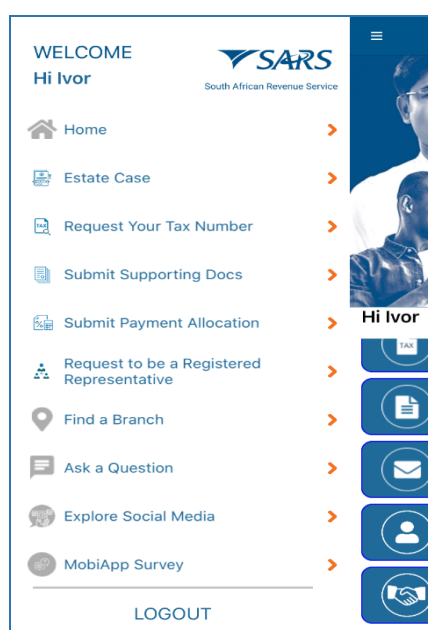 WELCOME
Hi Ivor
SARS
South African Revenue Service
Home
Estate Case
TAX
Request Your Tax Number
Submit Supporting Docs
Submit Payment Allocation
Request to be a Registered
Representative
Find a Branch
Ask a Question
Explore Social Media
MobiApp Survey
LOGOUT
Hi Ivor
TAX